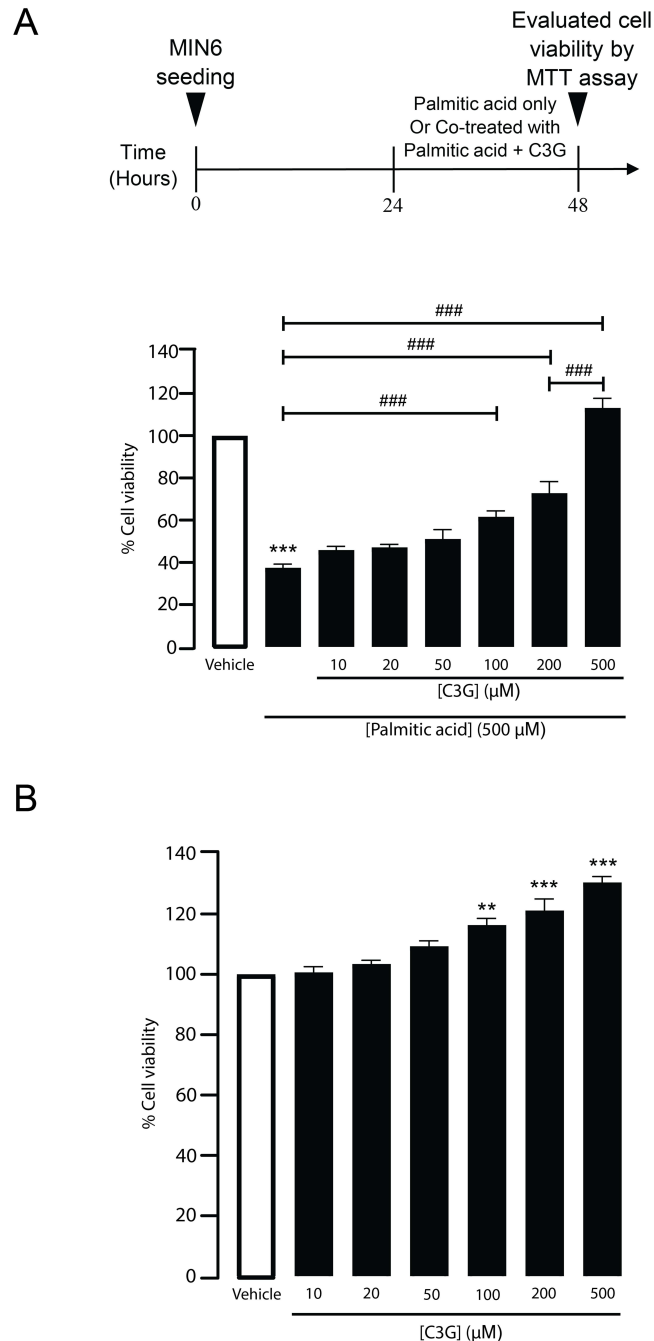 A
MIN6
seeding
Evaluated cell
viability by
MTT assay
Palmitic acid only
Or Co-treated with
Palmitic acid + C3G
Time
(Hours)
0
24
48
###
###
###
###
140
120
100
80
60
40
20
0
% Cell viability
***
Vehicle
10
20
50
100
200
500
[C3G] (µM)
[Palmitic acid] (500 µM)
B
140
120
100
80
60
40
20
0
% Cell viability
**
***
***
Vehicle
10
20
50
100
200
500
[C3G] (µM)